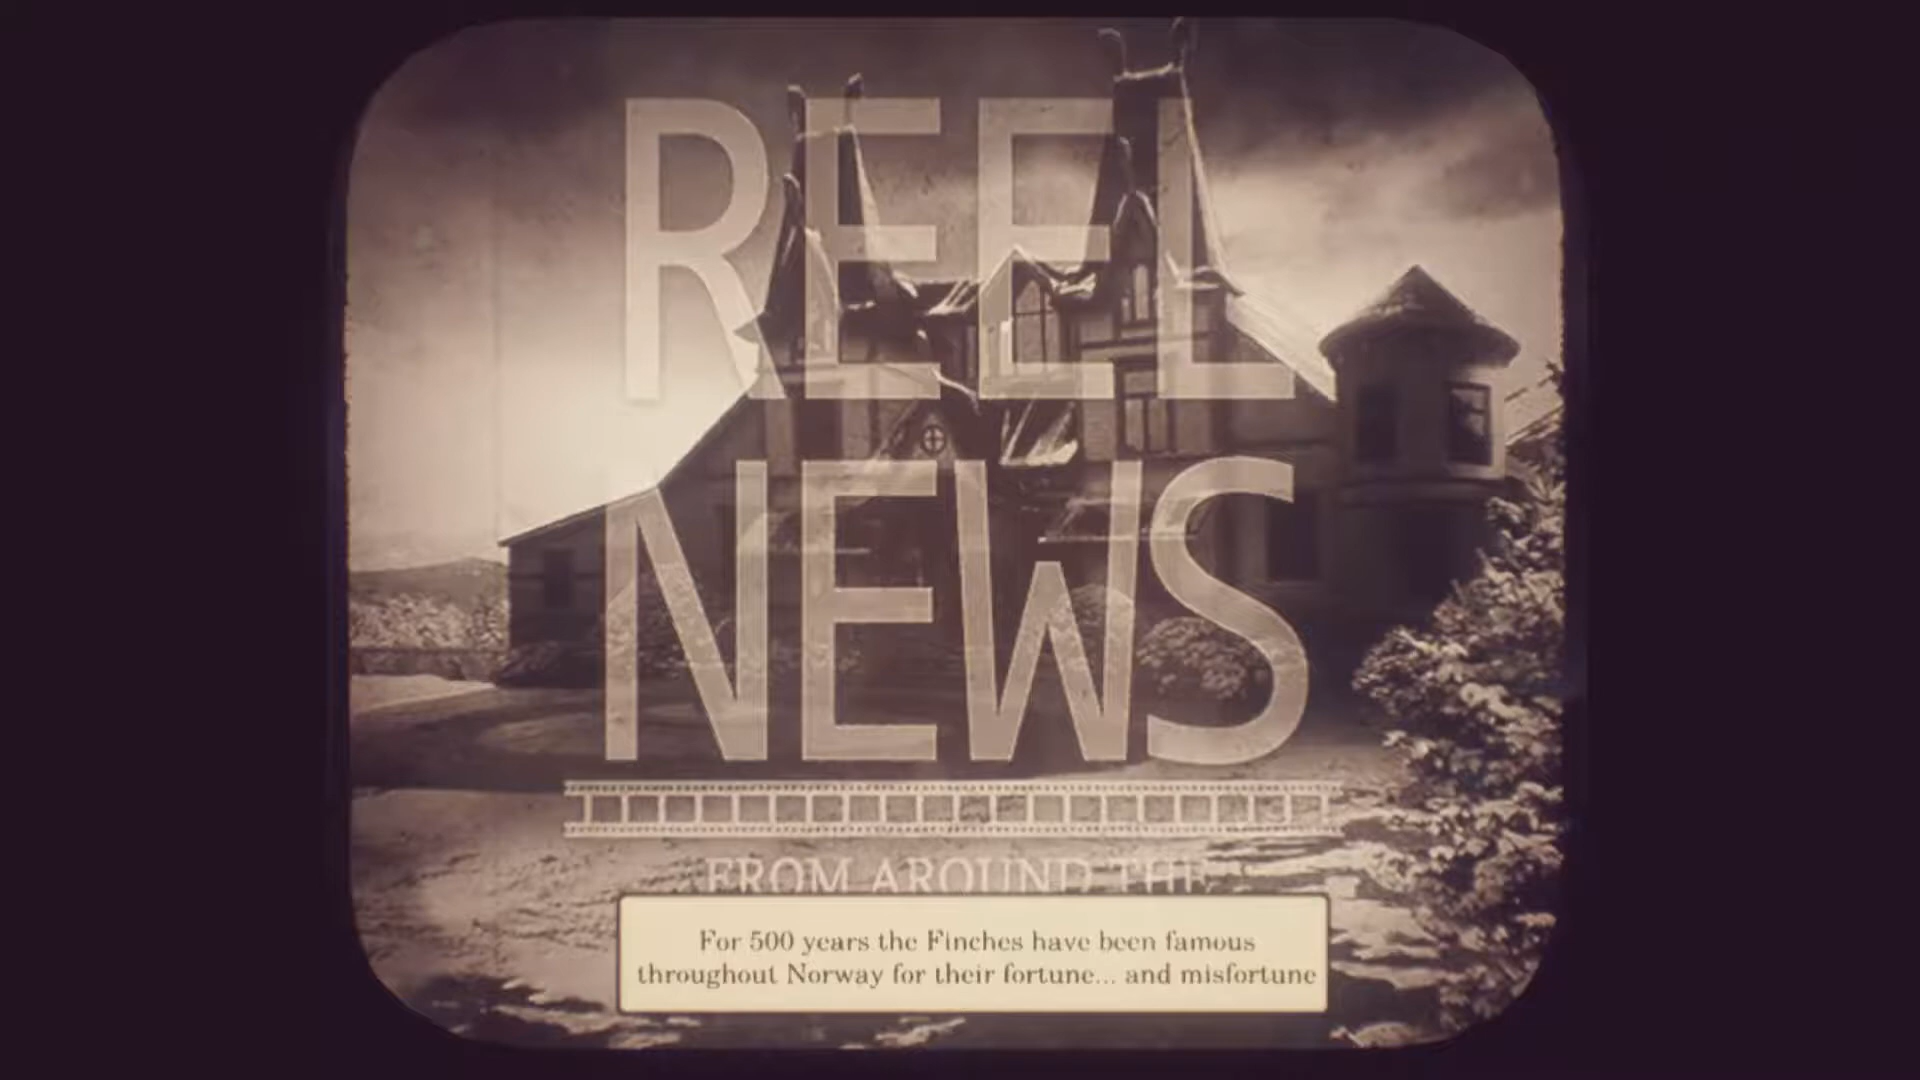 REEL
NEWS
FROM AROUND THE
For 500 years the Finches have been famous
throughout Norway for their fortune... and misfortune